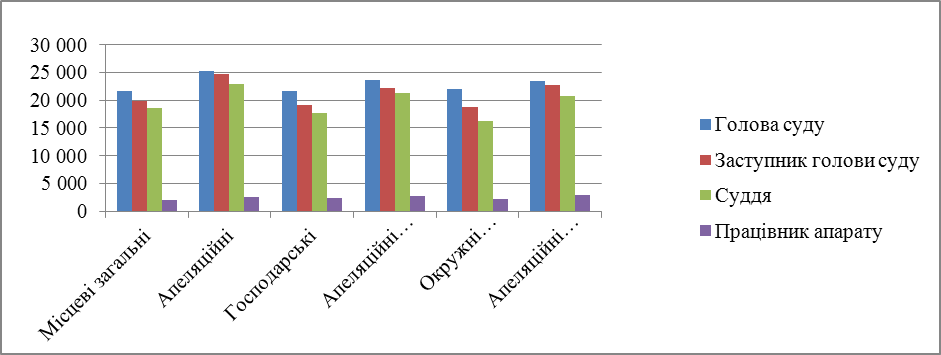 30 000
25 000
20 000
15 000
10 000
5 000
0
Місцеві загальні
Апеляційні
Господарські
Апеляційні…
Окружні…
Апеляційні…
Голова суду
Заступник голови суду
Суддя
Працівник апарату